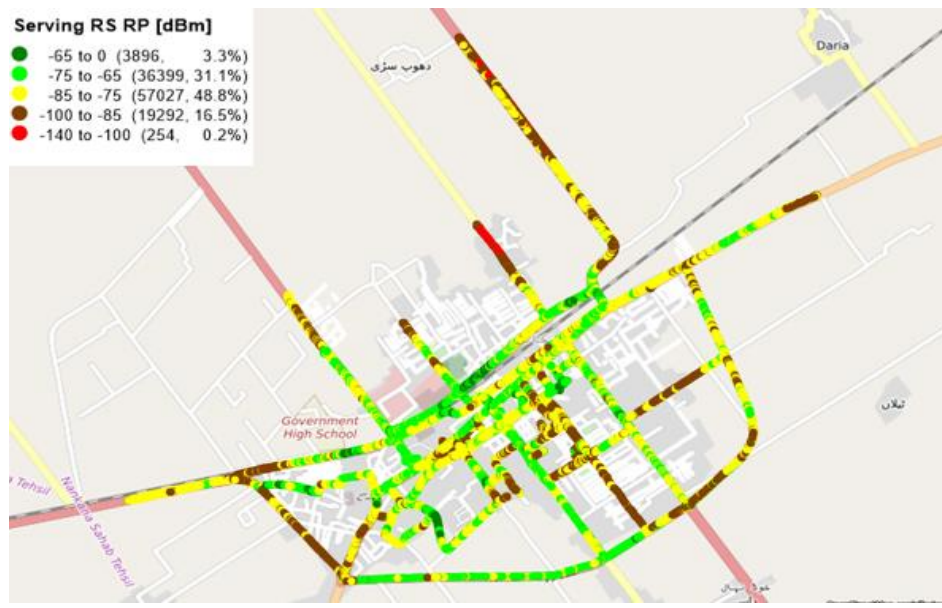 Serving RS RP [dBm]
-65 to 0 (3896, 3.3%)
-75 to -65 (36399, 31.1%)
-85 to -75 (57027, 48.8%)
-100 to -85 (19292, 16.5%)
-140 to -100 (254, 0.2%)
Daria
دھوپ سڑی
ٹبلاں
Government
High School
a Tehsil
Nankana Sahab Tehsil